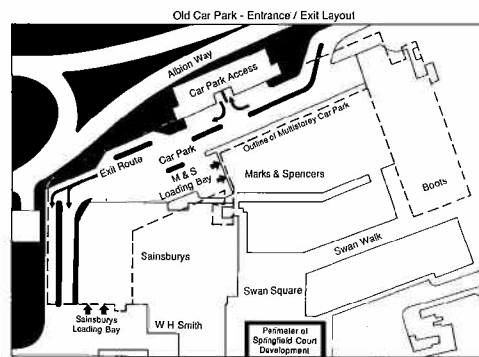 Old Car Park - Entrance / Exit Layout
Albion Way
Car Park Access
Outline of Multistorey Car Park
Car Park
Exit Route
M & S
Loading Bay
Marks & Spencers
Boots
Swan Walk
Sainsburys
Swan Square
Sainsburys
Loading Bay
W H Smith
Perimeter of
Springfield Court
Development